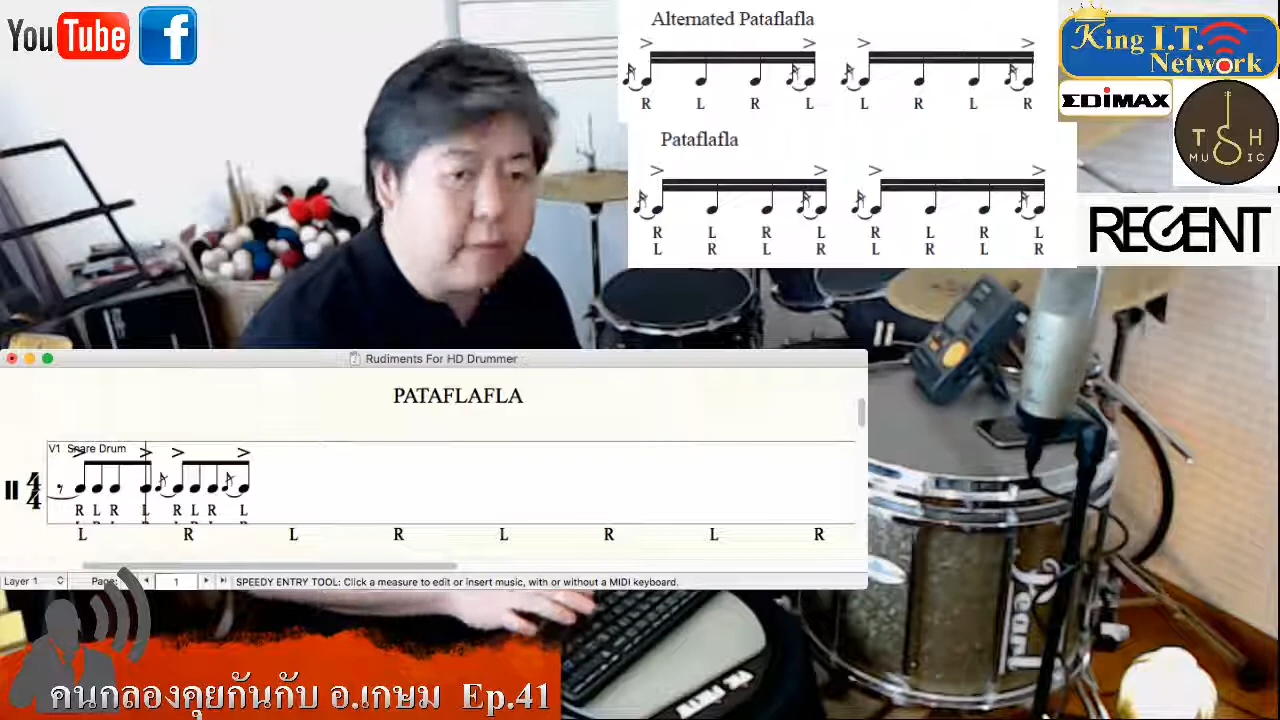 YouTube f
Alternated Pataflafla
R L R L L R L R
Pataflafla
R L R L R L R L
L R L R L R L R
King I.T.
Network
EDIMAX
T S H
MUSIC
REGENT
Rudiments For HD Drummer
PATAFLAFLA
V1 Snare Drum
4
4
R L R L R L R L
L R L R L R L R
Layer 1 Page: 1 SPEEDY ENTRY TOOL: Click a measure to edit or insert music, with or without a MIDI keyboard.
Pearl
คนกลองคุยกันกับ อ.เกษม Ep.41